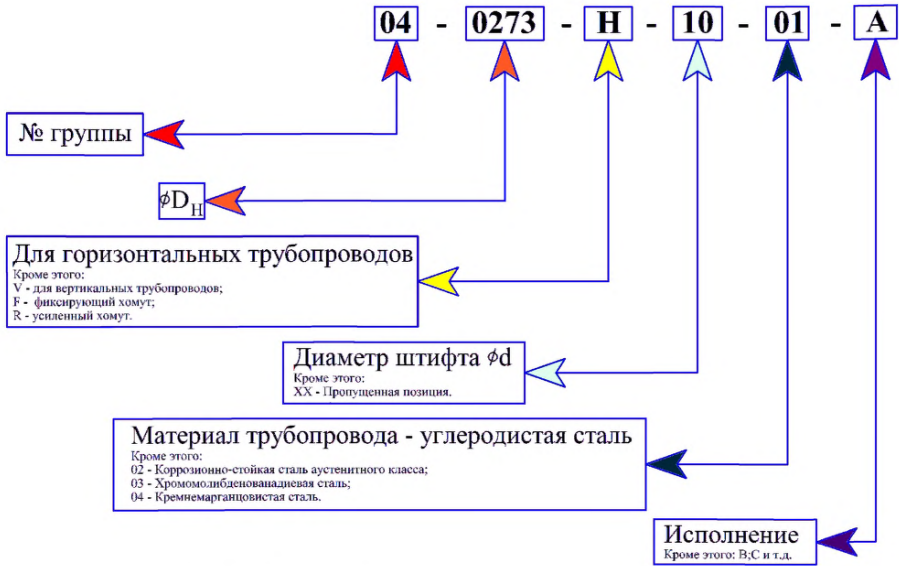 04 - 0273 - Н - 10 - 01 - А
№ группы
øDН
Для горизонтальных трубопроводов
Кроме этого:
V - для вертикальных трубопроводов;
F - фиксирующий хомут;
R - усиленный хомут.
Диаметр штифта ød
Кроме этого:
XX - Пропущенная позиция.
Материал трубопровода - углеродистая сталь
Кроме этого:
02 - Коррозионно-стойкая сталь аустенитного класса;
03 - Хромомолибденованадиевая сталь;
04 - Кремнемарганцовистая сталь.
Исполнение
Кроме этого: В;С и т.д.